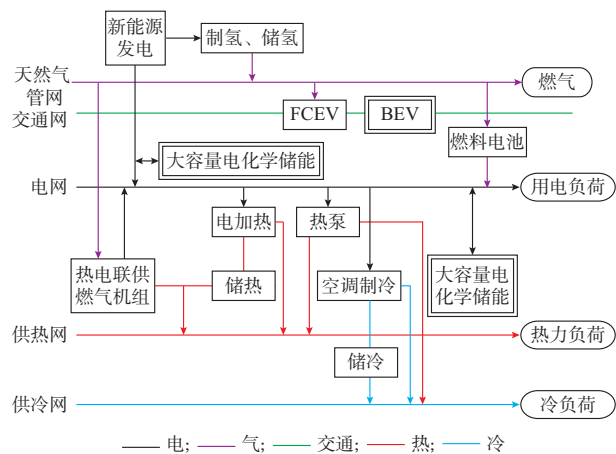 新能源
发电
制氢、储氢
天然气
管网
燃气
交通网
FCEV
BEV
燃料电池
大容量电化学储能
电网
用电负荷
电加热
热泵
热电联供
燃气机组
储热
空调制冷
大容量电
化学储能
供热网
热力负荷
储冷
供冷网
冷负荷
电; 气; 交通; 热; 冷